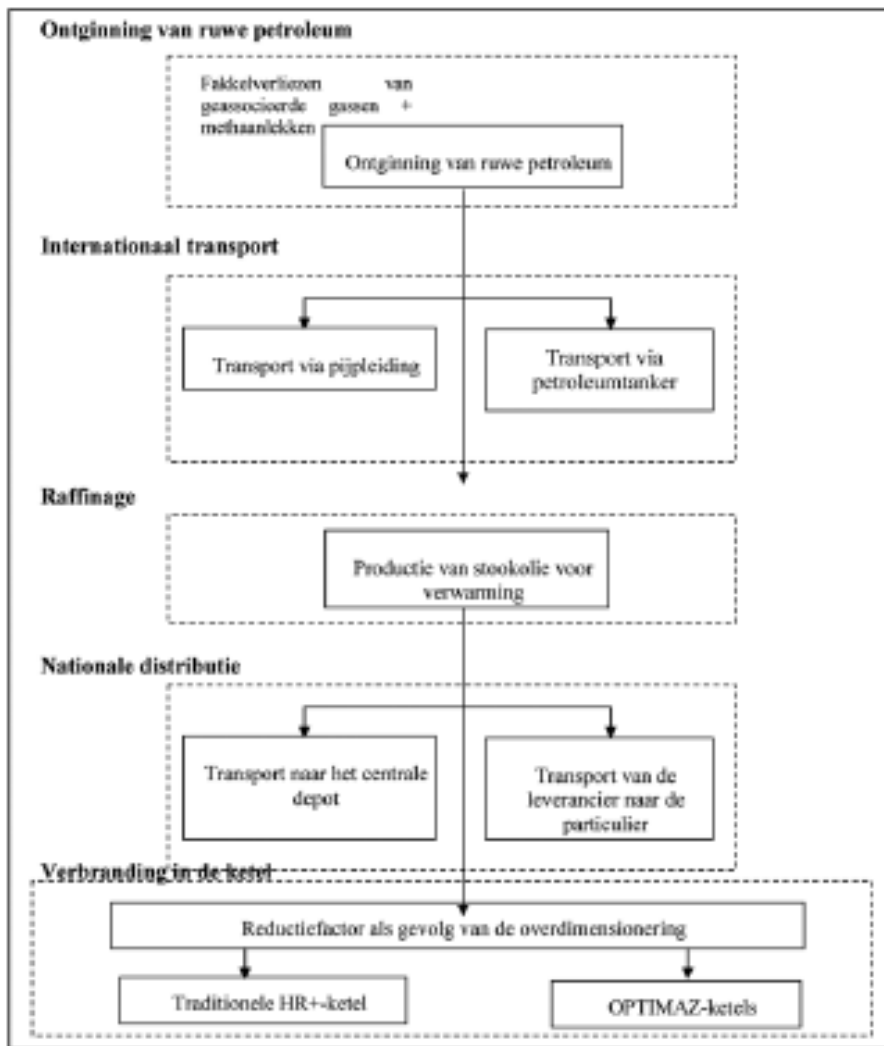 Ontginning van ruwe petroleum
Fakkelverliezen van
geassocieerde gassen +
methaanlekken
Ontginning van ruwe petroleum
Internationaal transport
Transport via pijpleiding
Transport via
petroleumtanker
Raffinage
Productie van stookolie voor
verwarming
Nationale distributie
Transport naar het centrale
depot
Transport van de
leverancier naar de
particulier
Verbranding in de ketel
Reductiefactor als gevolg van de overdimensionering
Traditionele HR+-ketel
OPTIMAZ-ketels